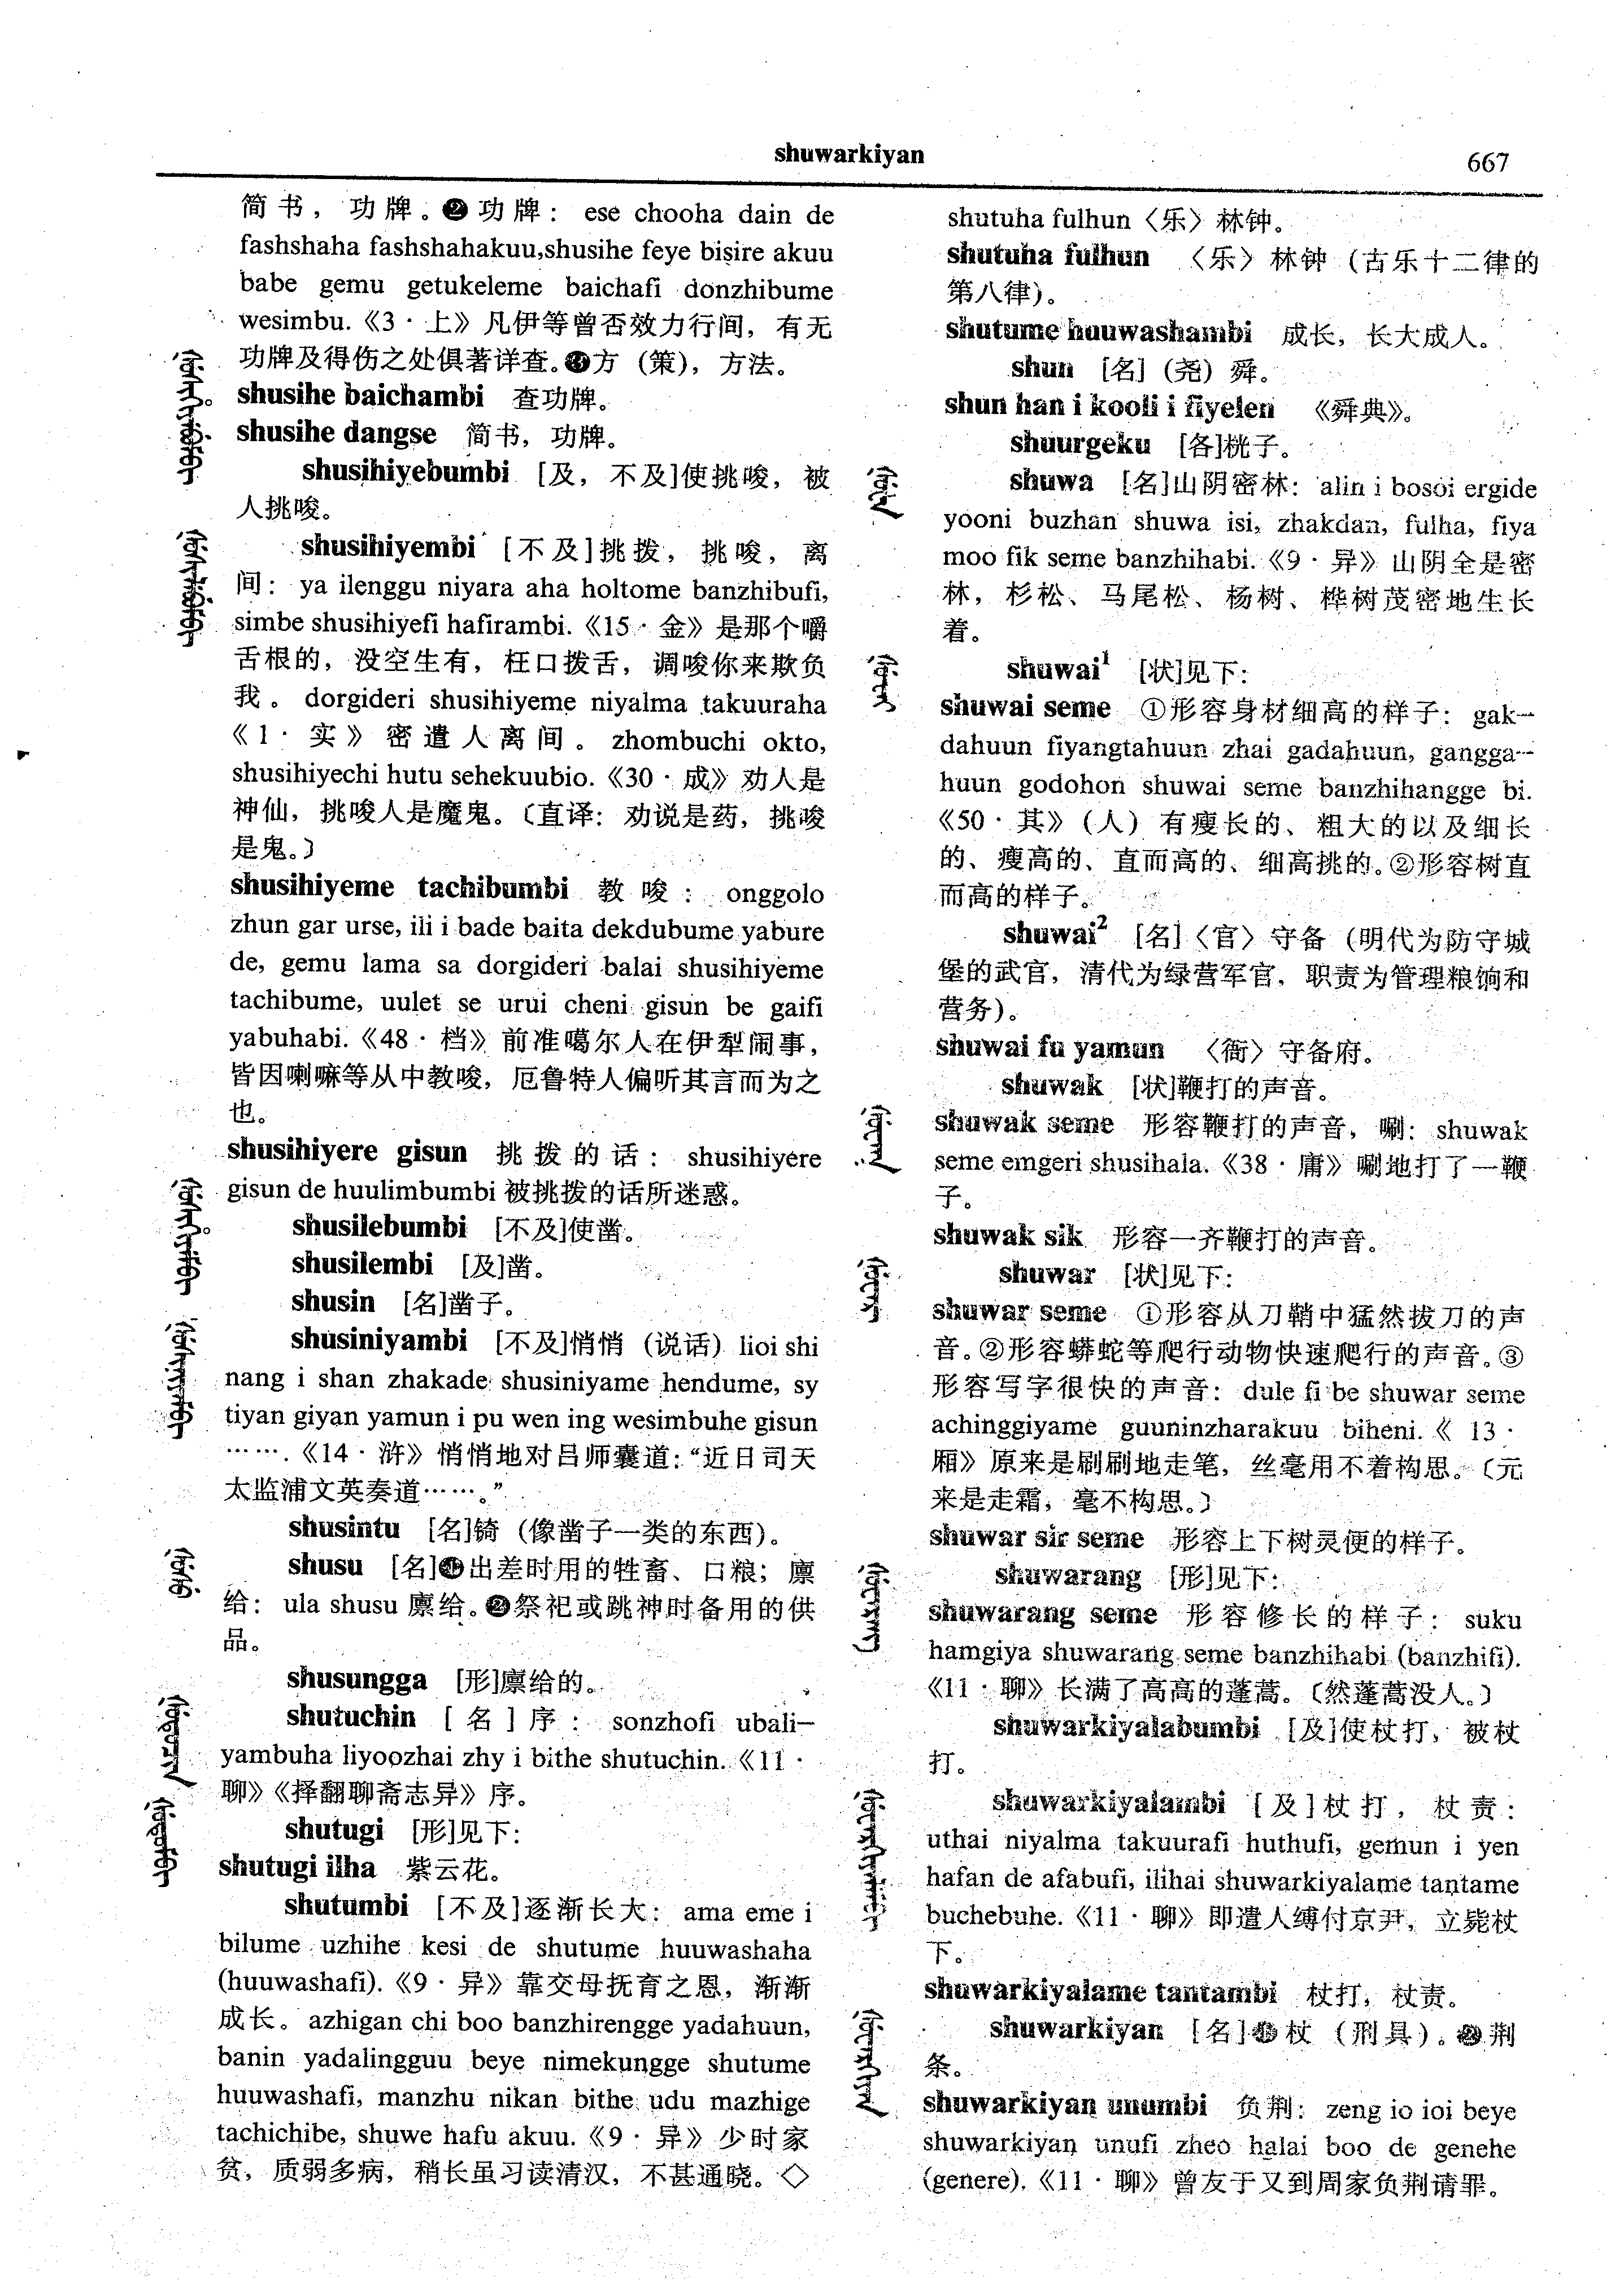 shuwarkiyan
667
简书，功牌。❷功牌：ese chooha dain de
fashshaha fashshahakuu,shusihe feye bisire akuu
babe gemu getukeleme baichafi donzhibume
wesimbu.《3·上》凡伊等曾否效力行间，有无
功牌及得伤之处俱著详查。❸方（策），方法。
shusihe baichambi 查功牌。
shusihe dangse 简书，功牌。
shusihiyebumbi [及，不及]使挑唆，被
人挑唆。
shusihiyembi [不及]挑拨，挑唆，离
间：ya ilenggu niyara aha holtome banzhibufi,
simbe shusihiyefi hafirambi.《15·金》是那个嚼
舌根的，没空生有，枉口拨舌，调唆你来欺负
我。dorgideri shusihiyeme niyalma takuuraha
《1·实》密遣人离间。zhombuchi okto,
shusihiyechi hutu sehekuubio.《30·成》劝人是
神仙，挑唆人是魔鬼。〔直译：劝说是药，挑唆
是鬼。〕
shusihiyeme tachibumbi 教唆：onggolo
zhun gar urse, ili i bade baita dekdubume yabure
de, gemu lama sa dorgideri balai shusihiyeme
tachibume, uulet se urui cheni gisun be gaifi
yabuhabi.《48·档》前准噶尔人在伊犁闹事，
皆因喇嘛等从中教唆，厄鲁特人偏听其言而为之
也。
shusihiyere gisun 挑拨的话：shusihiyere
gisun de huulimbumbi 被挑拨的话所迷惑。
shusilebumbi [不及]使凿。
shusilembi [及]凿。
shusin [名]凿子。
shusiniyambi [不及]悄悄（说话）lioi shi
nang i shan zhakade shusiniyame hendume, sy
tiyan giyan yamun i pu wen ing wesimbuhe gisun
…….《14·浒》悄悄地对吕师囊道：“近日司天
太监浦文英奏道……。”
shusintu [名]锜（像凿子一类的东西）。
shusu [名]❶出差时用的牲畜、口粮；廪
给：ula shusu 廪给。❷祭祀或跳神时备用的供
品。
shusungga [形]廪给的。
shutuchin [名]序：sonzhofi ubali-
yambuha liyoozhai zhy i bithe shutuchin.《11·
聊》《择翻聊斋志异》序。
shutugi [形]见下：
shutugi ilha 紫云花。
shutumbi [不及]逐渐长大：ama eme i
bilume uzhihe kesi de shutume huuwashaha
(huuwashafi).《9·异》靠交母抚育之恩，渐渐
成长。azhigan chi boo banzhirengge yadahuun,
banin yadalingguu beye nimekungge shutume
huuwashafi, manzhu nikan bithe udu mazhige
tachichibe, shuwe hafu akuu.《9·异》少时家
贫，质弱多病，稍长虽习读清汉，不甚通晓。◇
shutuha fulhun〈乐〉林钟。
shutuha fulhun 〈乐〉林钟（古乐十二律的
第八律）。
shutume huuwashambi 成长，长大成人。
shun [名]（尧）舜。
shun han i kooli i fiyelen 《舜典》。
shuurgeku [各]桄子。
shuwa [名]山阴密林：alin i bosoi ergide
yooni buzhan shuwa isi, zhakdan, fulha, fiya
moo fik seme banzhihabi.《9·异》山阴全是密
林，杉松、马尾松、杨树、桦树茂密地生长
着。
shuwai¹ [状]见下：
shuwai seme ①形容身材细高的样子：gak-
dahuun fiyangtahuun zhai gadahuun, gangga-
huun godohon shuwai seme banzhihangge bi.
《50·其》（人）有瘦长的、粗大的以及细长
的、瘦高的、直而高的、细高挑的。②形容树直
而高的样子。
shuwai² [名]〈官〉守备（明代为防守城
堡的武官，清代为绿营军官，职责为管理粮饷和
营务）。
shuwai fu yamun 〈衙〉守备府。
shuwak [状]鞭打的声音。
shuwak seme 形容鞭打的声音，唰：shuwak
seme emgeri shusihala.《38·庸》唰地打了一鞭
子。
shuwak sik 形容一齐鞭打的声音。
shuwar [状]见下：
shuwar seme ①形容从刀鞘中猛然拔刀的声
音。②形容蟒蛇等爬行动物快速爬行的声音。③
形容写字很快的声音：dule fi be shuwar seme
achinggiyame guuninzharakuu biheni.《13·
厢》原来是刷刷地走笔，丝毫用不着构思。〔元
来是走霜，毫不构思。〕
shuwar sir seme 形容上下树灵便的样子。
shuwarang [形]见下：
shuwarang seme 形容修长的样子：suku
hamgiya shuwarang seme banzhihabi (banzhifi).
《11·聊》长满了高高的蓬蒿。〔然蓬蒿没人。〕
shuwarkiyalabumbi [及]使杖打，被杖
打。
shuwarkiyalambi [及]杖打，杖责：
uthai niyalma takuurafi huthufi, gemun i yen
hafan de afabufi, ilihai shuwarkiyalame tantame
buchebuhe.《11·聊》即遣人缚付京尹，立毙杖
下。
shuwarkiyalame tantambi 杖打，杖责。
shuwarkiyan [名]❶杖（刑具）。❷荆
条。
shuwarkiyan unumbi 负荆：zeng io ioi beye
shuwarkiyan unufi zheo halai boo de genehe
(genere).《11·聊》曾友于又到周家负荆请罪。